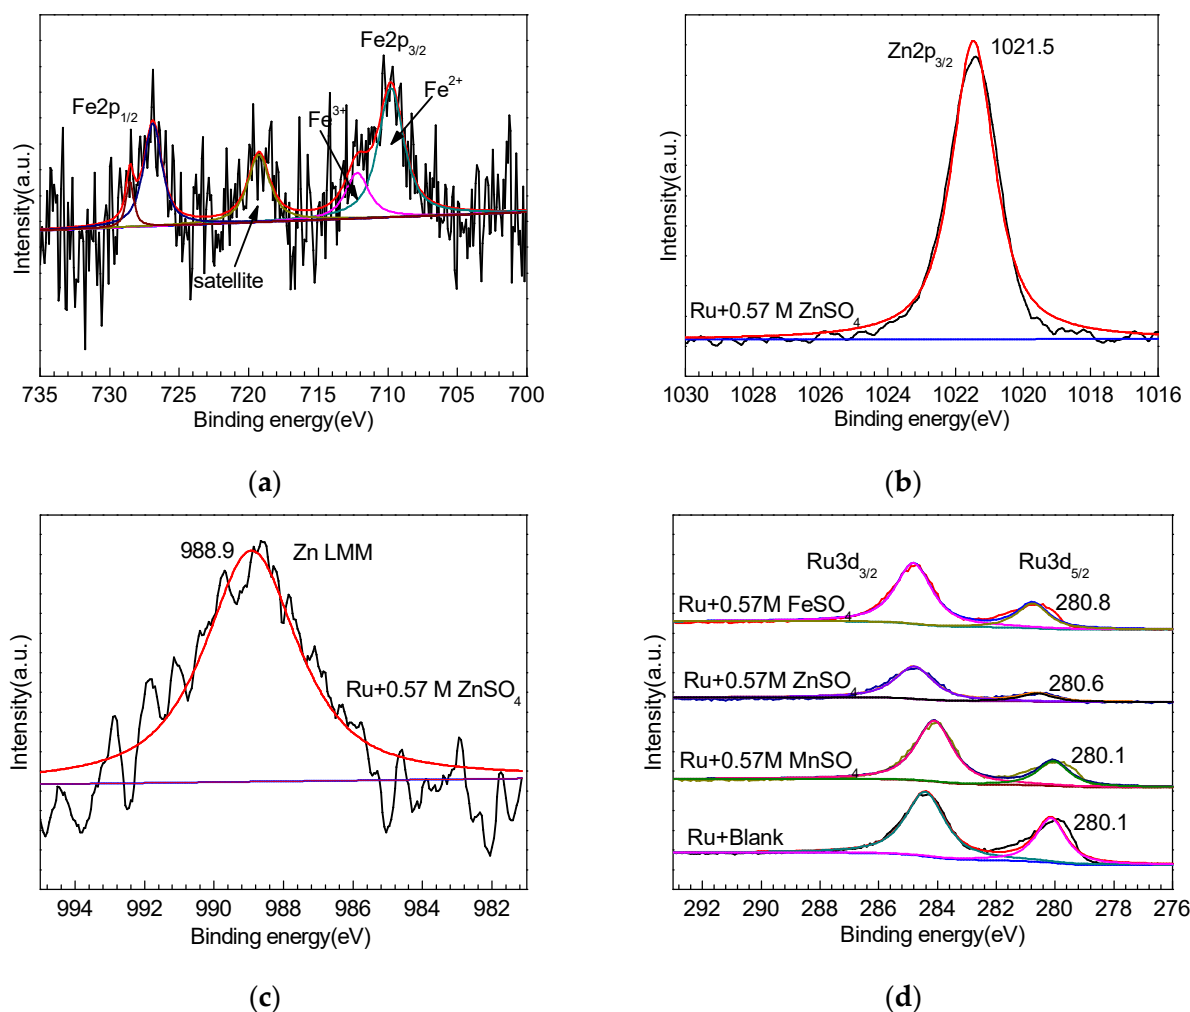 Fe2p3/2
Fe2+
Fe2p1/2
Fe3+
satellite
Intensity(a.u.)
735 730 725 720 715 710 705 700
Binding energy(eV)
(a)
Zn2p3/2 1021.5
Ru+0.57 M ZnSO4
Intensity(a.u.)
1030 1028 1026 1024 1022 1020 1018 1016
Binding energy(eV)
(b)
988.9 Zn LMM
Ru+0.57 M ZnSO4
Intensity(a.u.)
994 992 990 988 986 984 982
Binding energy(eV)
(c)
Ru3d3/2 Ru3d5/2
Ru+0.57M FeSO4 280.8
Ru+0.57M ZnSO4 280.6
Ru+0.57M MnSO4 280.1
Ru+Blank 280.1
Intensity(a.u.)
292 290 288 286 284 282 280 278 276
Binding energy(eV)
(d)